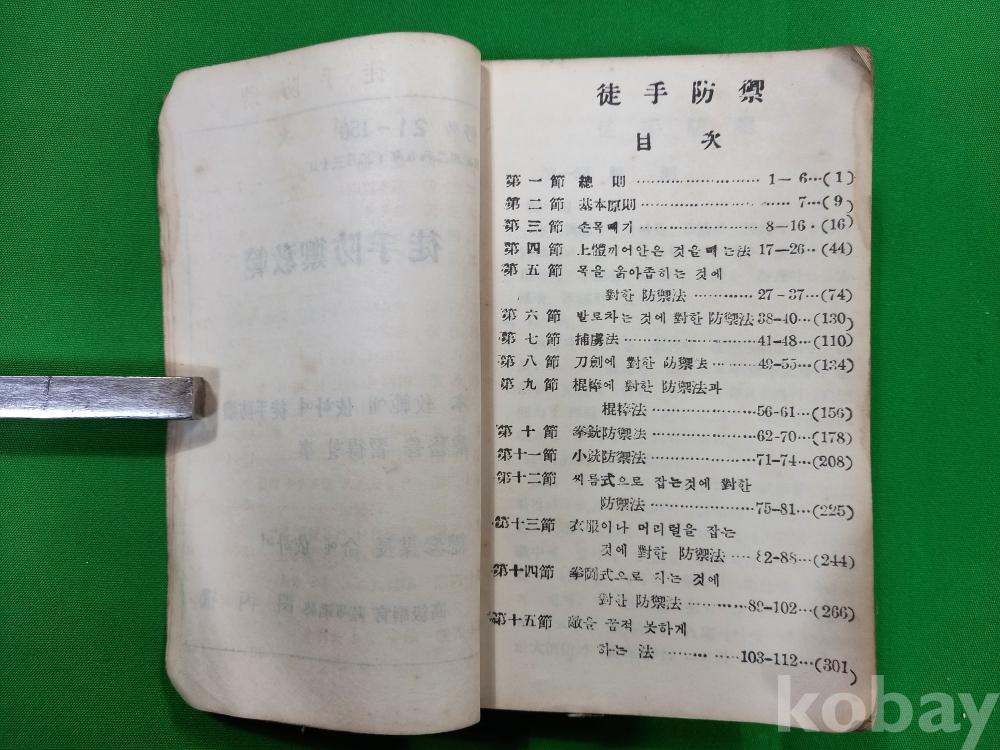 徒手防禦
目次
第一節 總則 ………………… 1—6…(1)
第二節 基本原則 ………………… 7…(9)
第三節 손목빼기 ………………… 8—16·(16)
第四節 上體끼어안은 것을 빼는法 17—26··(44)
第五節 목을 옭아좁히는 것에
對한 防禦法 ………… 27-37…(74)
第六節 발로차는 것에 對한 防禦法 38-40…(130)
第七節 捕虜法 ………………… 41-48…(110)
第八節 刀劍에 對한 防禦法 ……… 49-55…(134)
第九節 棍棒에 對한 防禦法과
棍棒法 ………… 56-61…(156)
第十節 拳銃防禦法 ………………… 62-70…(178)
第十一節 小銃防禦法 ………………… 71-74…(208)
第十二節 씨름式으로 잡는것에 對한
防禦法 ………… 75-81…(225)
第十三節 衣服이나 머리털을 잡는
것에 對한 防禦法 …… 82-88……(244)
第十四節 拳鬪式으로 치는 것에
對한 防禦法 ……… 89-102…(266)
第十五節 敵을 꿈적 못하게
하는 法 ………… 103-112…(301)
kobay